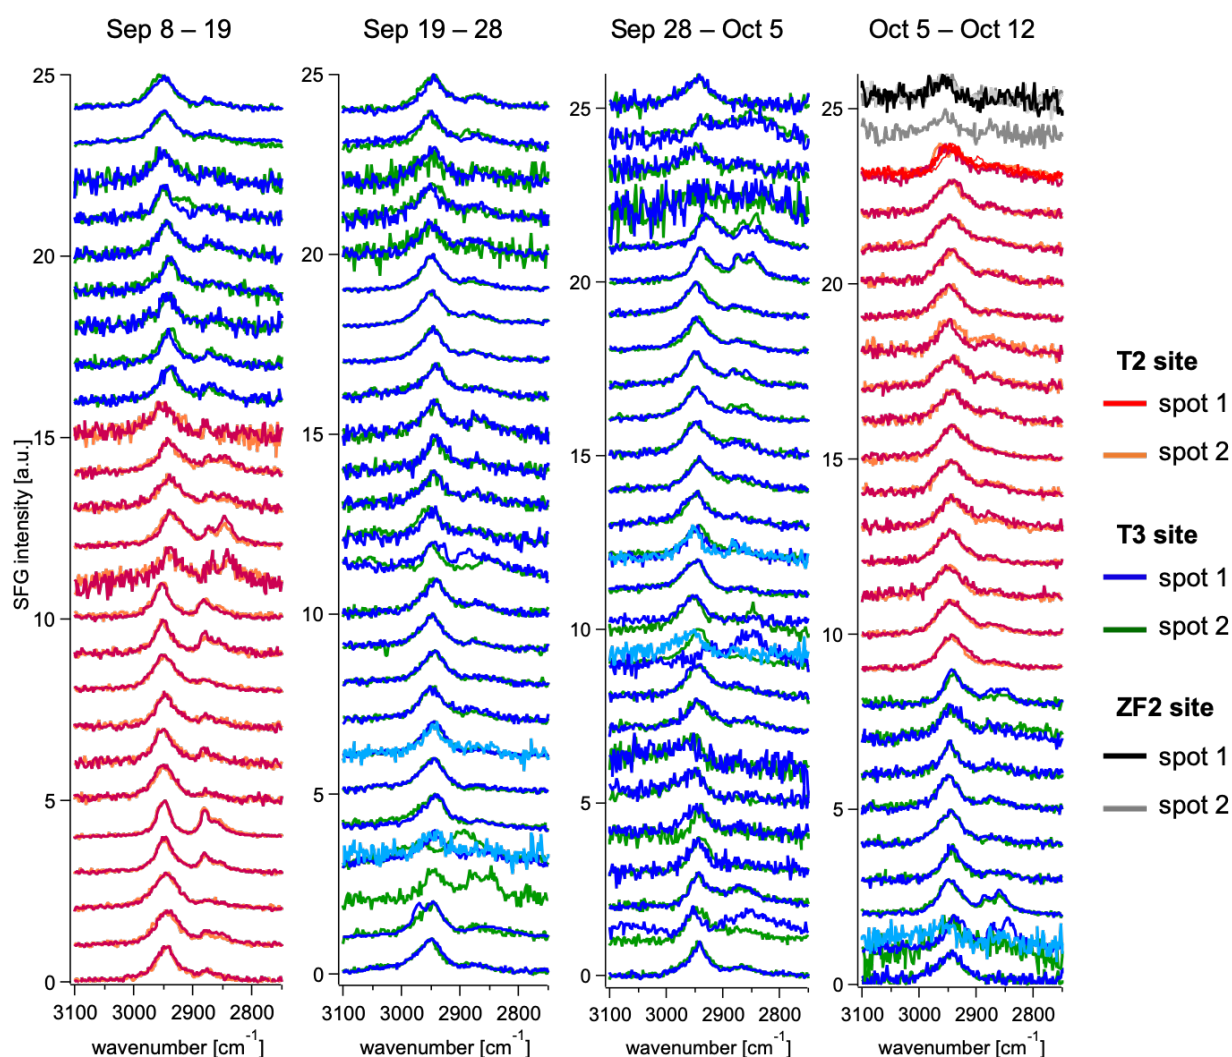 Sep 8 – 19
Sep 19 – 28
Sep 28 – Oct 5
Oct 5 – Oct 12
SFG intensity [a.u.]
25
20
15
10
5
0
25
20
15
10
5
0
25
20
15
10
5
0
25
20
15
10
5
0
3100 3000 2900 2800
3100 3000 2900 2800
3100 3000 2900 2800
3100 3000 2900 2800
wavenumber [cm⁻¹]
wavenumber [cm⁻¹]
wavenumber [cm⁻¹]
wavenumber [cm⁻¹]
T2 site
spot 1
spot 2
T3 site
spot 1
spot 2
ZF2 site
spot 1
spot 2